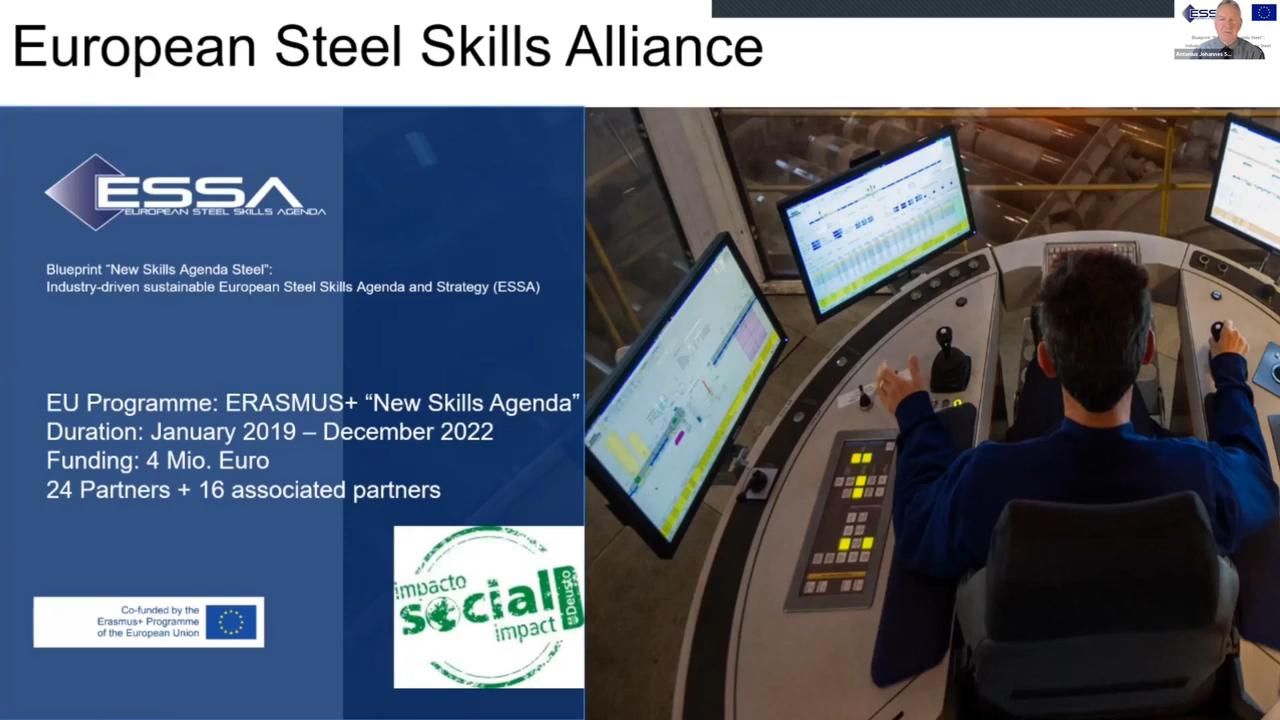 European Steel Skills Alliance
ESSA
EUROPEAN STEEL SKILLS AGENDA
Blueprint “New Skills Agenda Steel”:
Industry-driven sustainable European Steel Skills Agenda and Strategy (ESSA)
EU Programme: ERASMUS+ “New Skills Agenda”
Duration: January 2019 – December 2022
Funding: 4 Mio. Euro
24 Partners + 16 associated partners
impacto
social
impact
Deusto
Co-funded by the
Erasmus+ Programme
of the European Union
Antonius Johannes S...